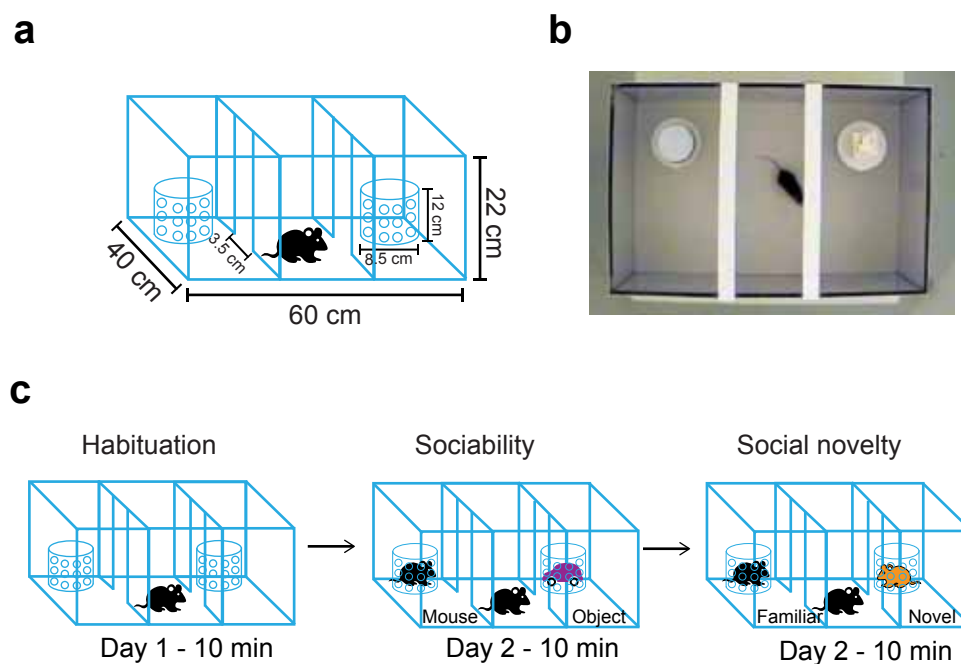 a
b
22 cm
12 cm
3.5 cm
8.5 cm
40 cm
60 cm
c
Habituation
Sociability
Social novelty
Mouse
Object
Familiar
Novel
Day 1 - 10 min
Day 2 - 10 min
Day 2 - 10 min